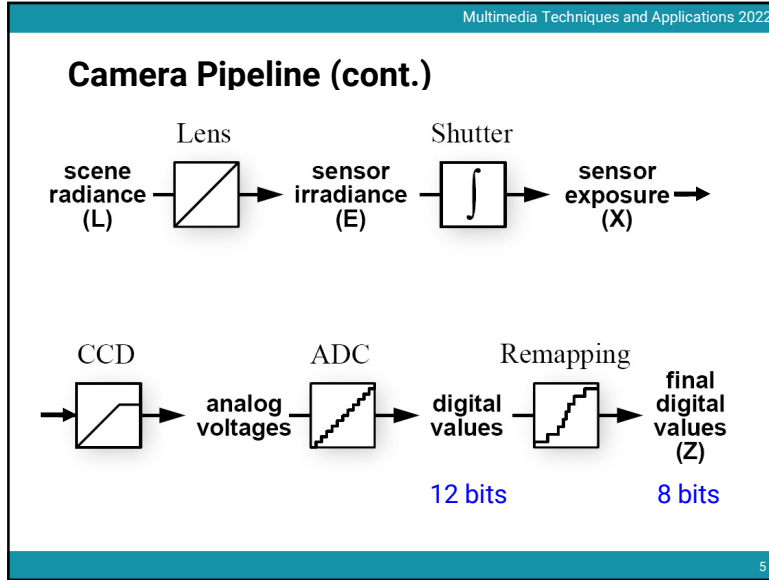 Multimedia Techniques and Applications 2022
Camera Pipeline (cont.)
Lens
Shutter
scene
radiance
(L)
sensor
irradiance
(E)
∫
sensor
exposure
(X)
CCD
ADC
Remapping
analog
voltages
digital
values
final
digital
values
(Z)
12 bits
8 bits
5